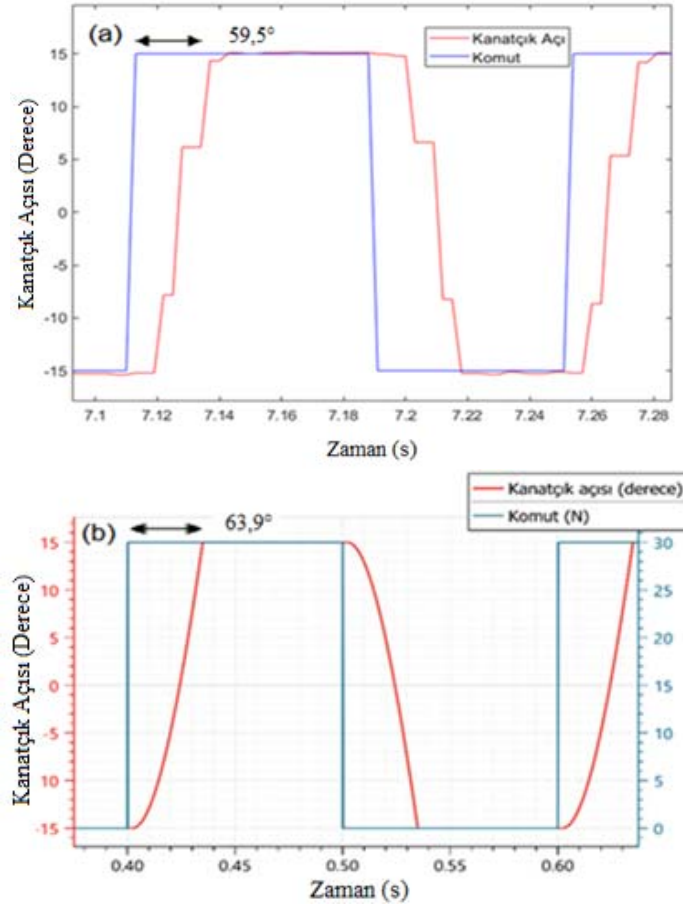 (a)
59,5°
Kanatçık Açı
Komut
Kanatçık Açısı (Derece)
15
10
5
0
-5
-10
-15
7.1 7.12 7.14 7.16 7.18 7.2 7.22 7.24 7.26 7.28
Zaman (s)
Kanatçık açısı (derece)
Komut (N)
(b)
63,9°
Kanatçık Açısı (Derece)
15
10
5
0
5
10
-15
30
25
20
15
10
5
0
0.40 0.45 0.50 0.55 0.60
Zaman (s)